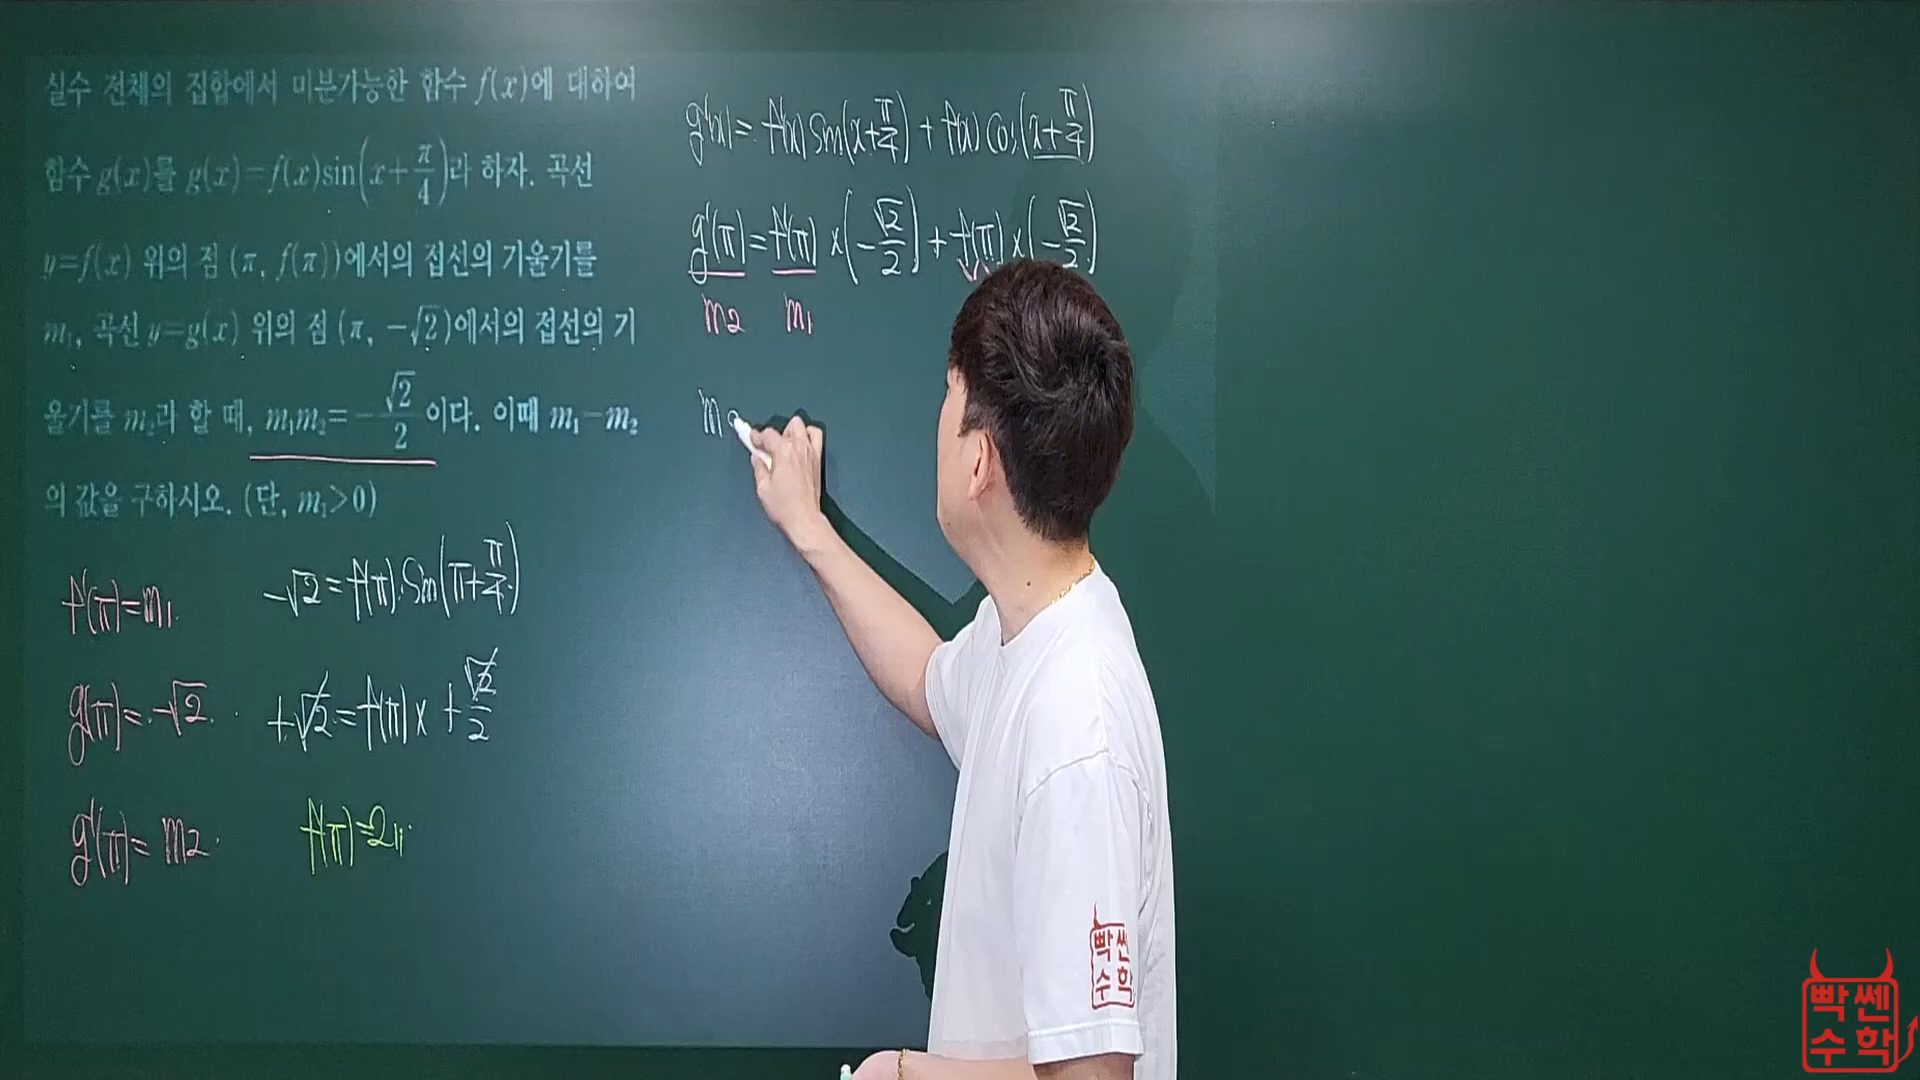 실수 전체의 집합에서 미분가능한 함수 f(x)에 대하여
함수 g(x)를 g(x)=f(x)sin(x+π/4)라 하자. 곡선
y=f(x) 위의 점 (π, f(π))에서의 접선의 기울기를
m₁, 곡선 y=g(x) 위의 점 (π, -√2)에서의 접선의 기
울기를 m₂라 할 때, m₁m₂=-√2/2 이다. 이때 m₁-m₂
의 값을 구하시오. (단, m₁>0)
f'(π)=m₁
g(π)=-√2
g'(π)=m₂
-√2=f(π)·sin(π+π/4)
+√2=f(π)×+√2/2
f(π)=2
g'(x)=f'(x)sin(x+π/4)+f(x)cos(x+π/4)
g'(π)=f'(π)×(-√2/2)+f(π)×(-√2/2)
m₂ m₁
m
빡쎈
수학
빡쎈
수학